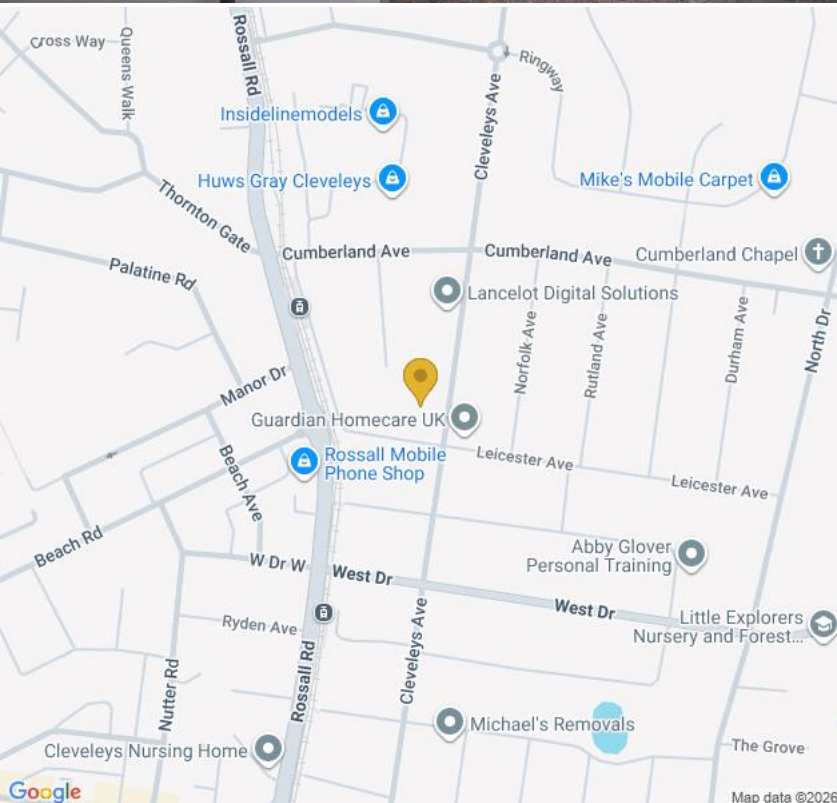 Cross Way
Queens Walk
Rossall Rd
Ringway
Cleveleys Ave
Insidelinemodels
Huws Gray Cleveleys
Mike's Mobile Carpet
Thornton Gate
Cumberland Ave
Cumberland Ave
Cumberland Chapel
Palatine Rd
Lancelot Digital Solutions
Norfolk Ave
Rutland Ave
Durham Ave
North Dr
Manor Dr
Guardian Homecare UK
Rossall Mobile
Phone Shop
Leicester Ave
Leicester Ave
Beach Ave
Beach Rd
Abby Glover
Personal Training
W Dr W
West Dr
West Dr
Little Explorers
Nursery and Forest...
Ryden Ave
Cleveleys Ave
Nutter Rd
Rossall Rd
Michael's Removals
Cleveleys Nursing Home
The Grove
Google
Map data ©2026